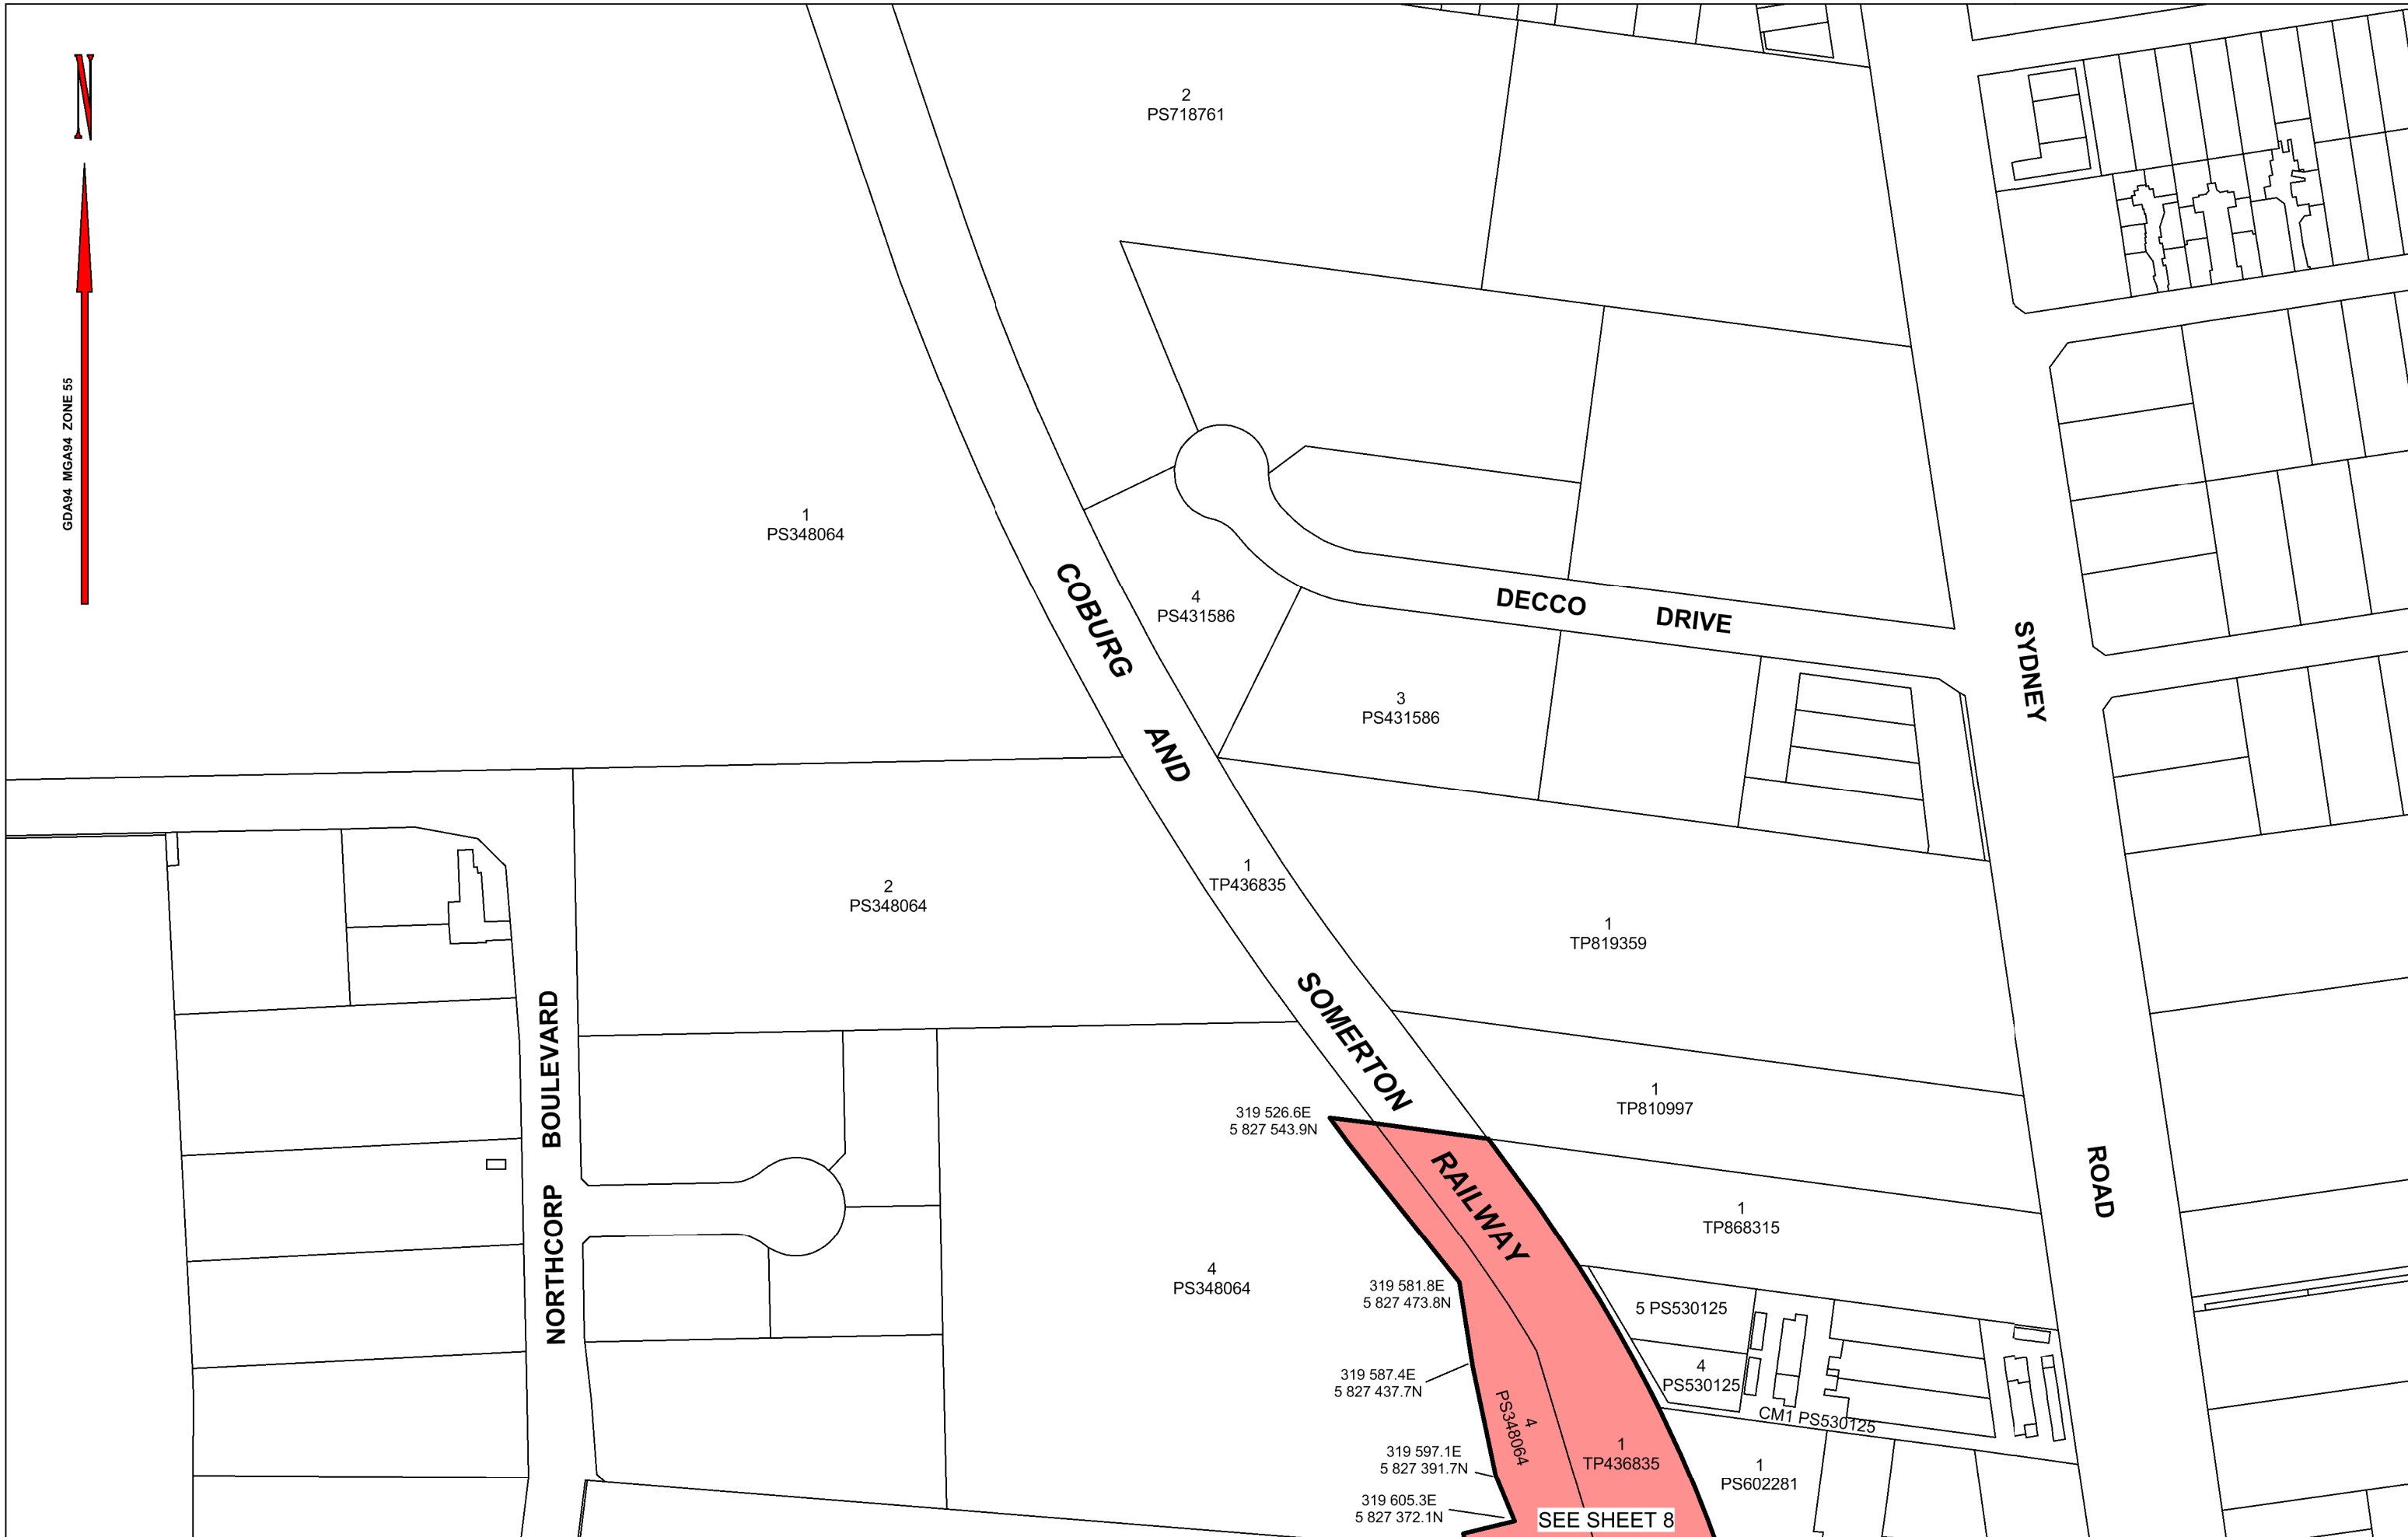 N
GDA94 MGA94 ZONE 55
2
PS718761
1
PS348064
4
PS431586
3
PS431586
DECCO DRIVE
SYDNEY ROAD
COBURG AND SOMERTON RAILWAY
2
PS348064
1
TP436835
1
TP819359
1
TP810997
1
TP868315
NORTHCORP BOULEVARD
4
PS348064
319 526.6E
5 827 543.9N
319 581.8E
5 827 473.8N
319 587.4E
5 827 437.7N
319 597.1E
5 827 391.7N
319 605.3E
5 827 372.1N
4
PS348064
1
TP436835
5 PS530125
4
PS530125
CM1 PS530125
1
PS602281
SEE SHEET 8